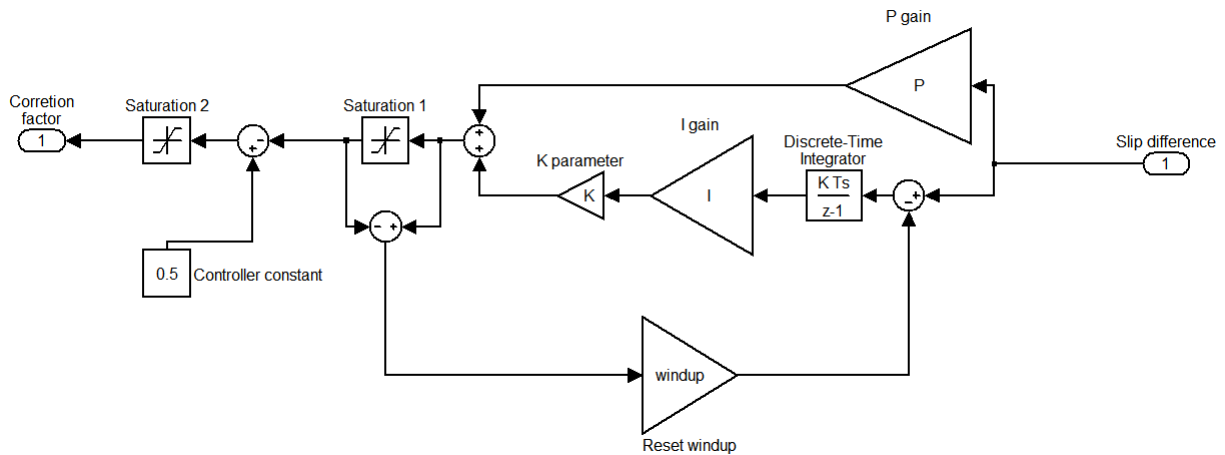 P gain
P
Corretion
factor
1
Saturation 2
Saturation 1
I gain
K parameter
Discrete-Time
Integrator
Slip difference
1
K
I
K Ts
z-1
0.5
Controller constant
windup
Reset windup